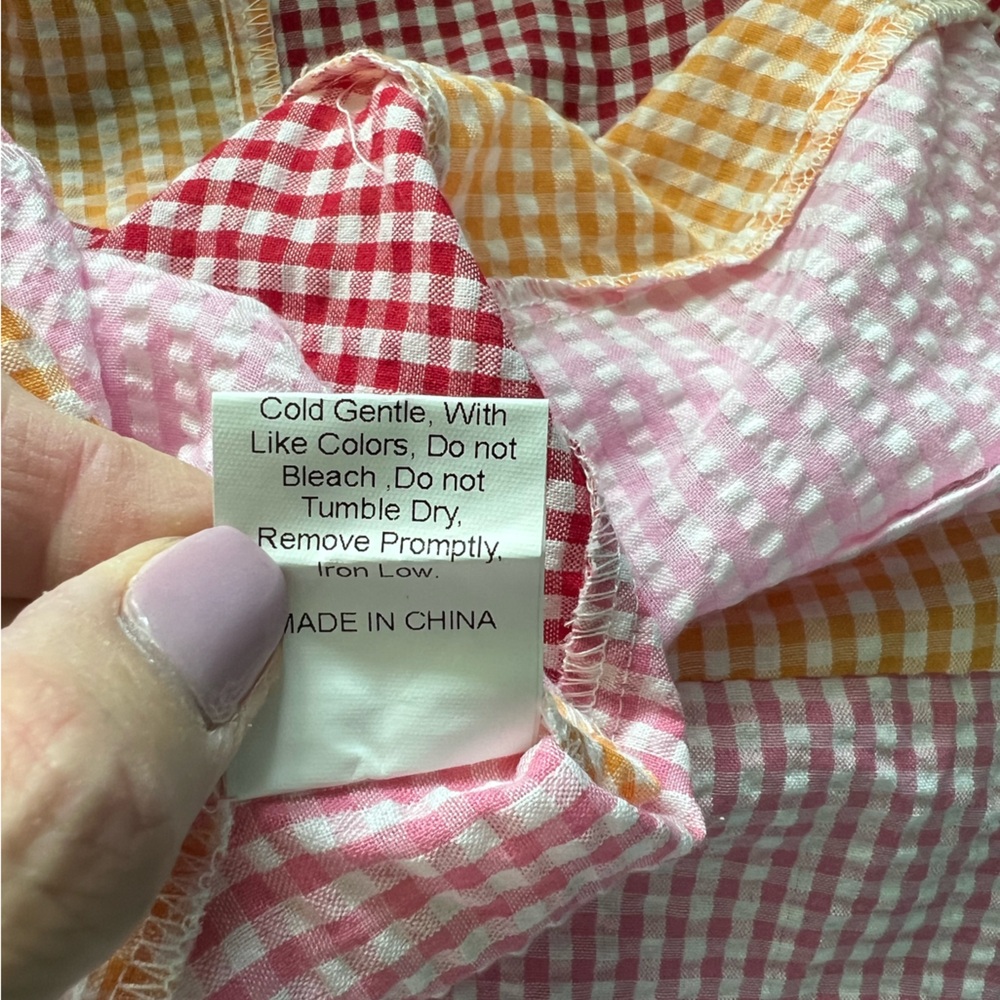 Cold Gentle, With
Like Colors, Do not
Bleach ,Do not
Tumble Dry,
Remove Promptly,
Iron Low.
MADE IN CHINA